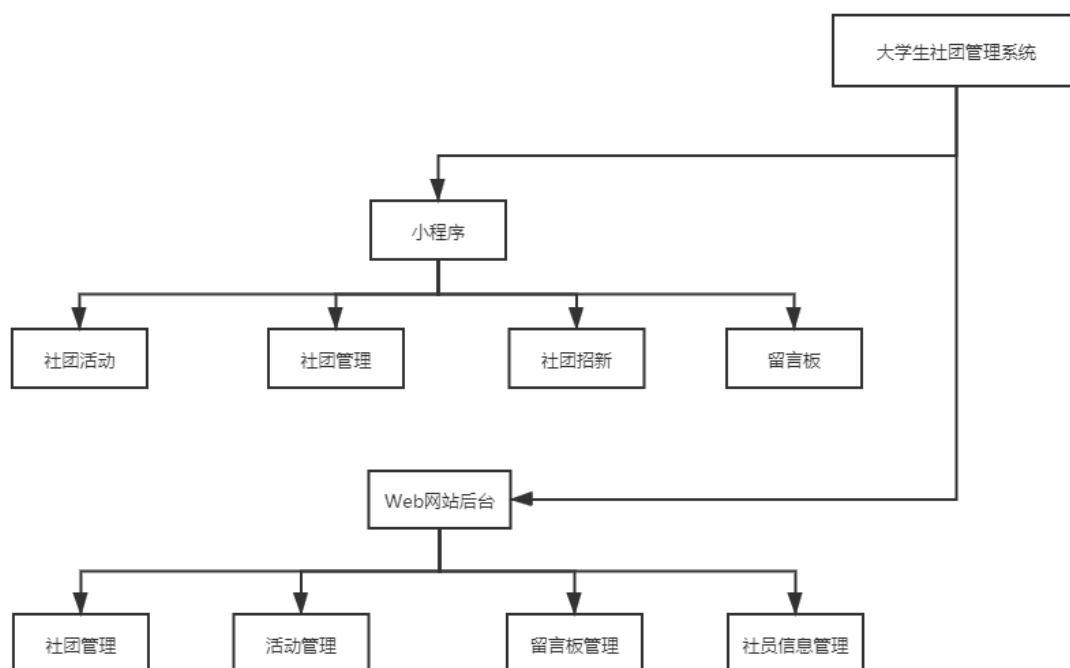 大学生社团管理系统
小程序
社团活动
社团管理
社团招新
留言板
Web网站后台
社团管理
活动管理
留言板管理
社员信息管理